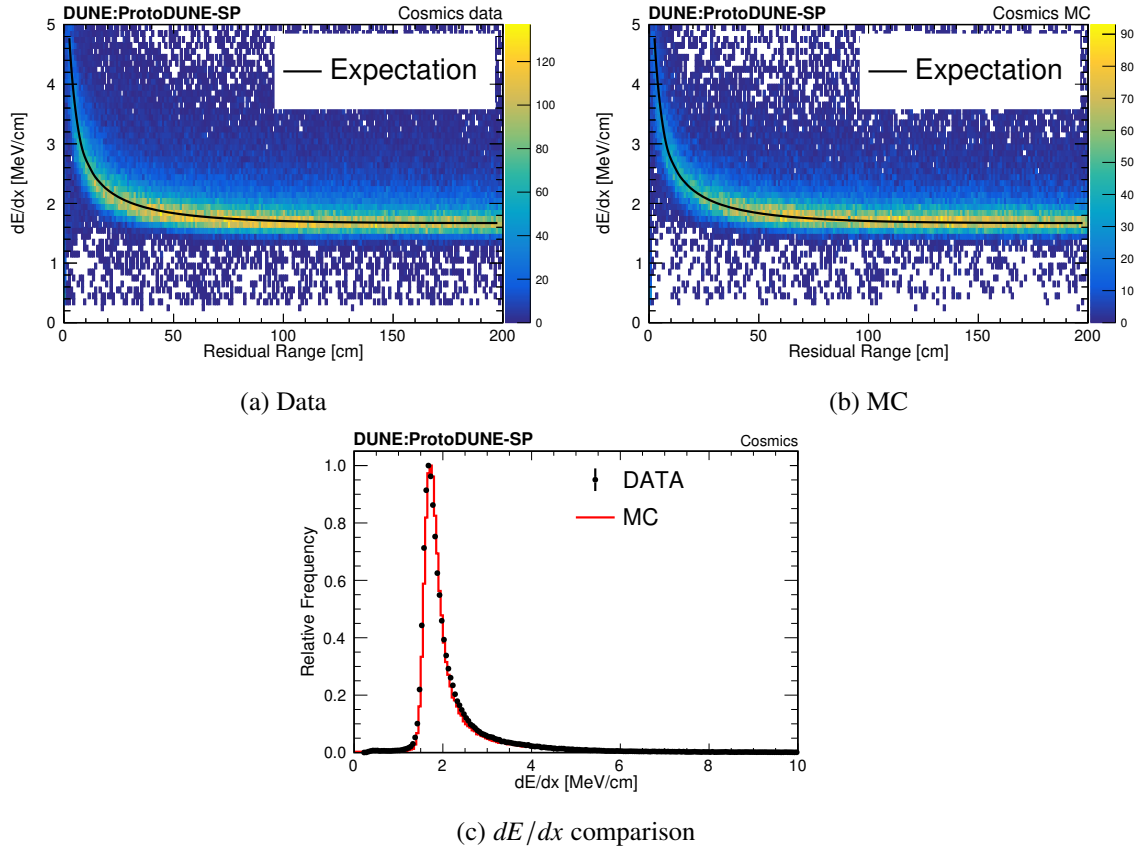 DUNE:ProtoDUNE-SP Cosmics data
Expectation
dE/dx [MeV/cm]
5
4
3
2
1
0
0 50 100 150 200
Residual Range [cm]
120
100
80
60
40
20
0
(a) Data
DUNE:ProtoDUNE-SP Cosmics MC
Expectation
dE/dx [MeV/cm]
5
4
3
2
1
0
0 50 100 150 200
Residual Range [cm]
90
80
70
60
50
40
30
20
10
0
(b) MC
DUNE:ProtoDUNE-SP Cosmics
DATA
MC
Relative Frequency
1.0
0.8
0.6
0.4
0.2
0.0
0 2 4 6 8 10
dE/dx [MeV/cm]
(c) dE/dx comparison